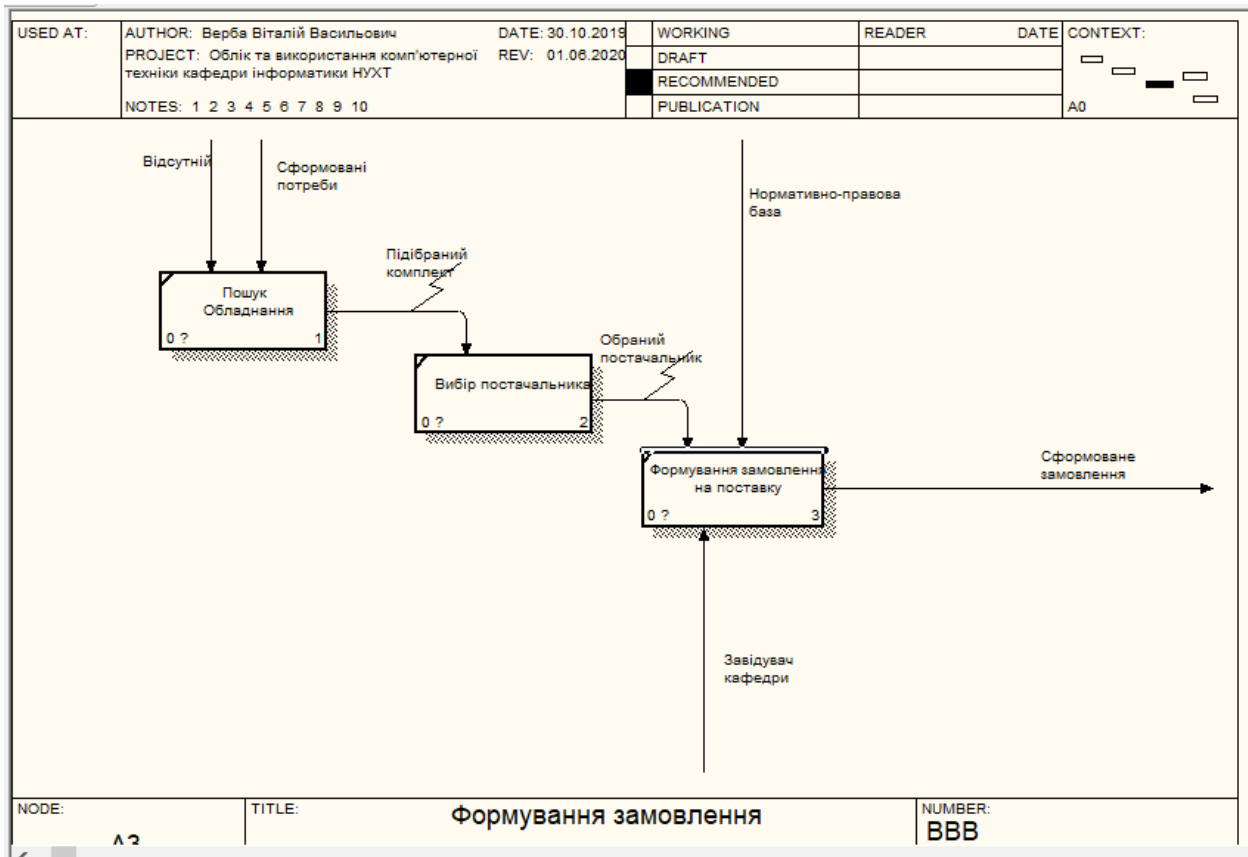 USED AT:
AUTHOR: Верба Віталій Васильович
DATE: 30.10.2019
PROJECT: Облік та використання комп'ютерної
техніки кафедри інформатики НУХТ
REV: 01.06.2020
NOTES: 1 2 3 4 5 6 7 8 9 10
WORKING
DRAFT
RECOMMENDED
PUBLICATION
READER DATE
CONTEXT:
A0
Відсутній
Сформовані
потреби
Нормативно-правова
база
Підібраний
комплект
Пошук
Обладнання
0 ? 1
Обраний
постачальник
Вибір постачальника
0 ? 2
Формування замовлення
на поставку
0 ? 3
Сформоване
замовлення
Завідувач
кафедри
NODE:
A3
TITLE:
Формування замовлення
NUMBER:
BBB